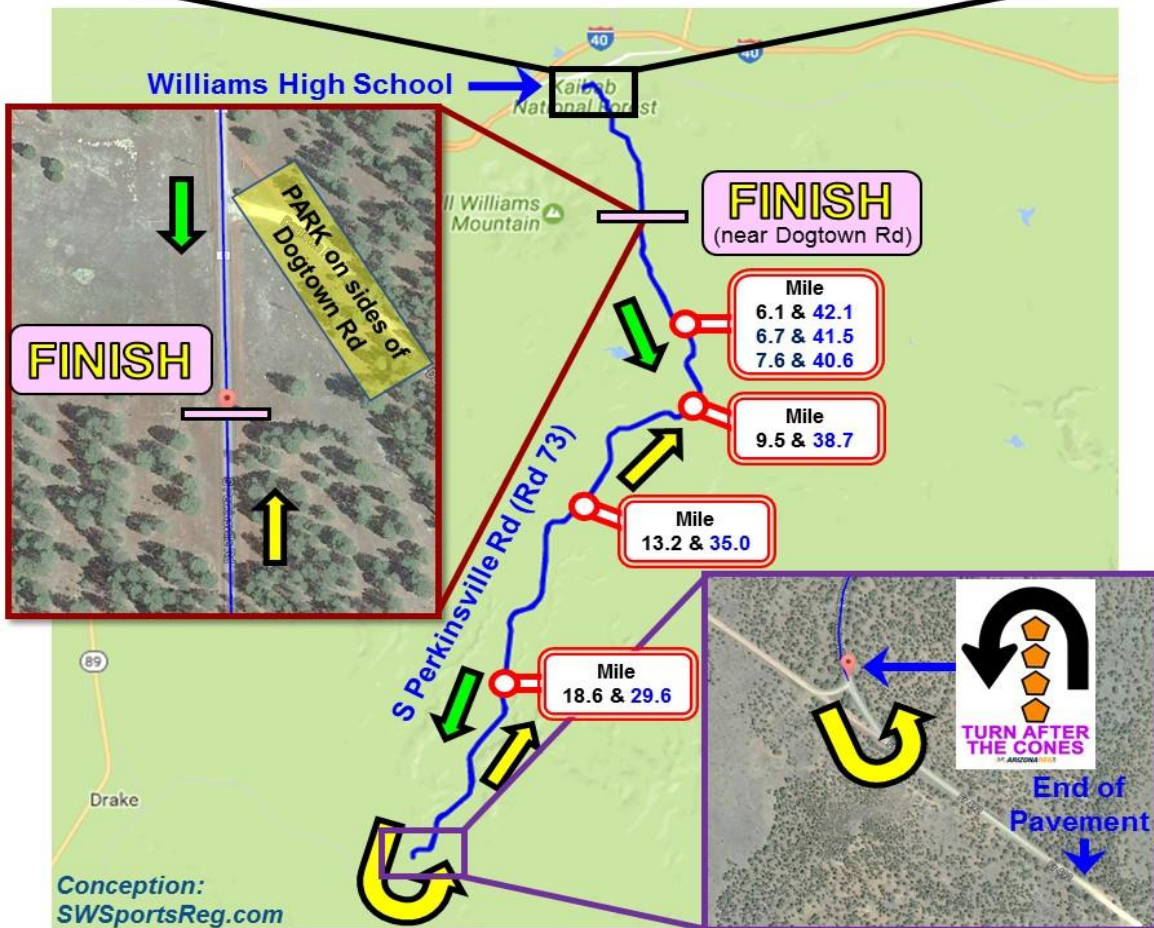 40
40
Williams High School
Kaibab
National Forest
ll Williams
Mountain
FINISH
(near Dogtown Rd)
PARK on sides of
Dogtown Rd
FINISH
Mile
6.1 & 42.1
6.7 & 41.5
7.6 & 40.6
Mile
9.5 & 38.7
Mile
13.2 & 35.0
S Perkinsville Rd (Rd 73)
89
Mile
18.6 & 29.6
TURN AFTER
THE CONES
End of
Pavement
Drake
Conception:
SWSportsReg.com